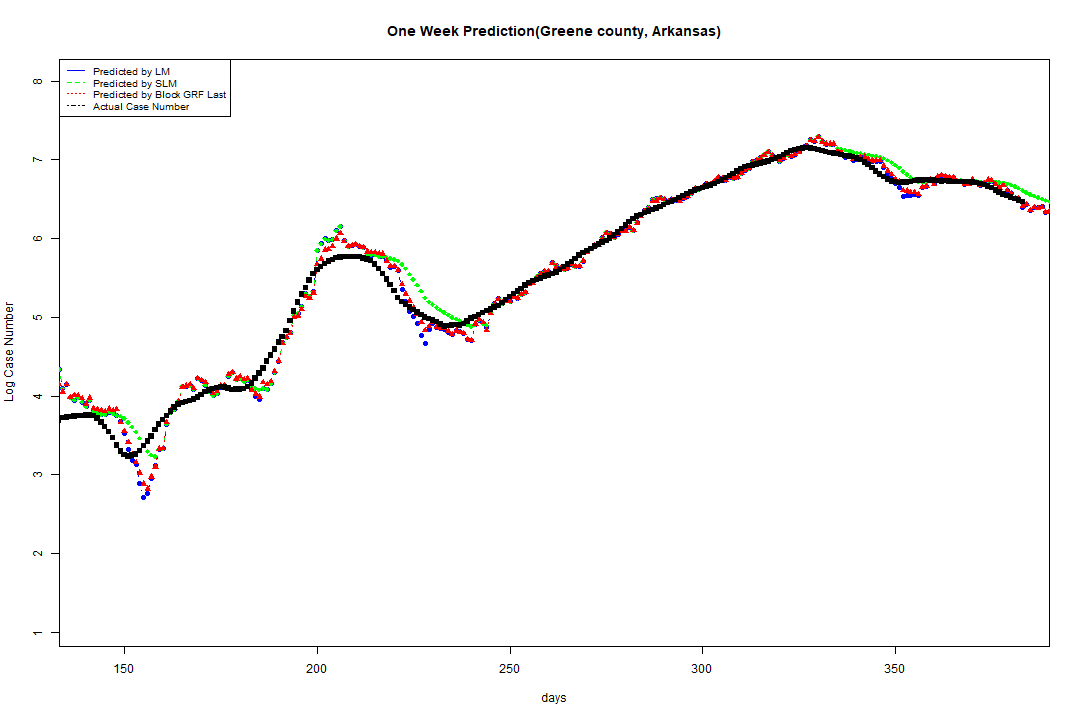 One Week Prediction(Greene county, Arkansas)
Predicted by LM
Predicted by SLM
Predicted by Block GRF Last
Actual Case Number
8
7
6
5
4
3
2
1
Log Case Number
150 200 250 300 350
days